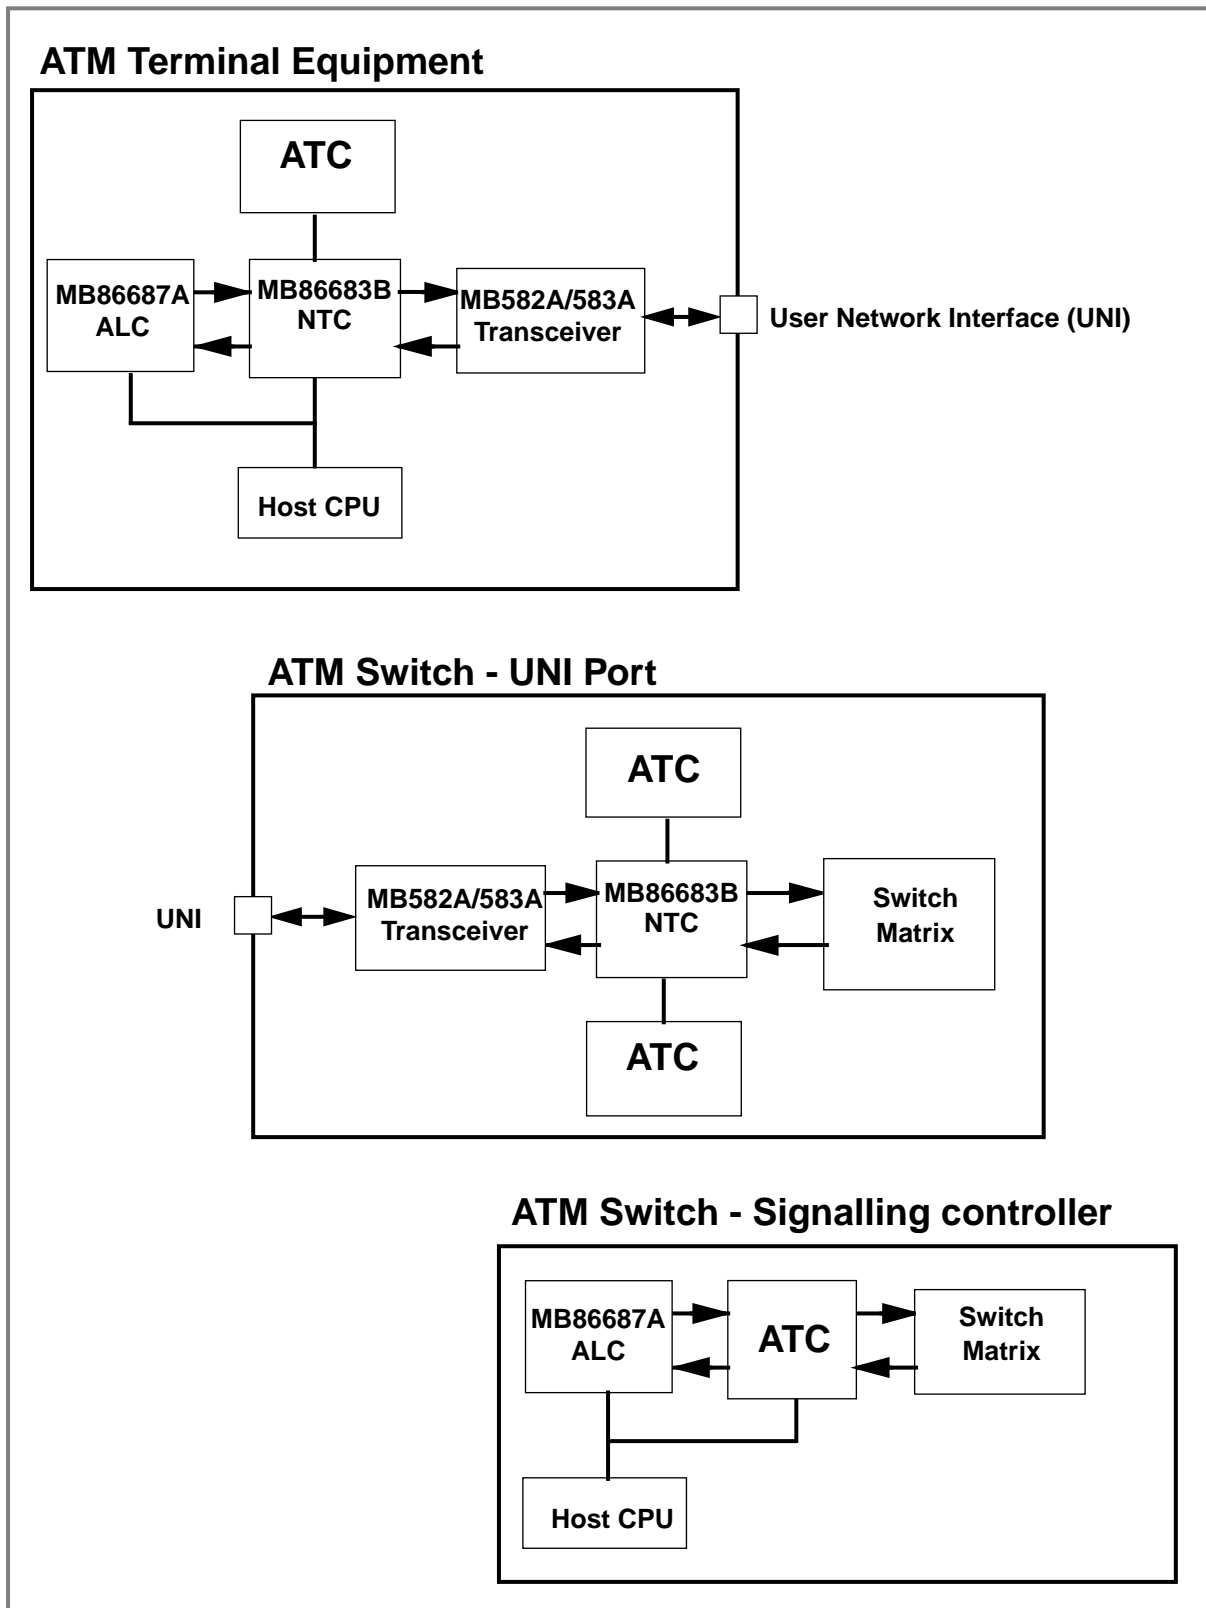 ATM Terminal Equipment
ATC
MB86687A
ALC
MB86683B
NTC
MB582A/583A
Transceiver
User Network Interface (UNI)
Host CPU
ATM Switch - UNI Port
ATC
UNI
MB582A/583A
Transceiver
MB86683B
NTC
Switch
Matrix
ATC
ATM Switch - Signalling controller
MB86687A
ALC
ATC
Switch
Matrix
Host CPU